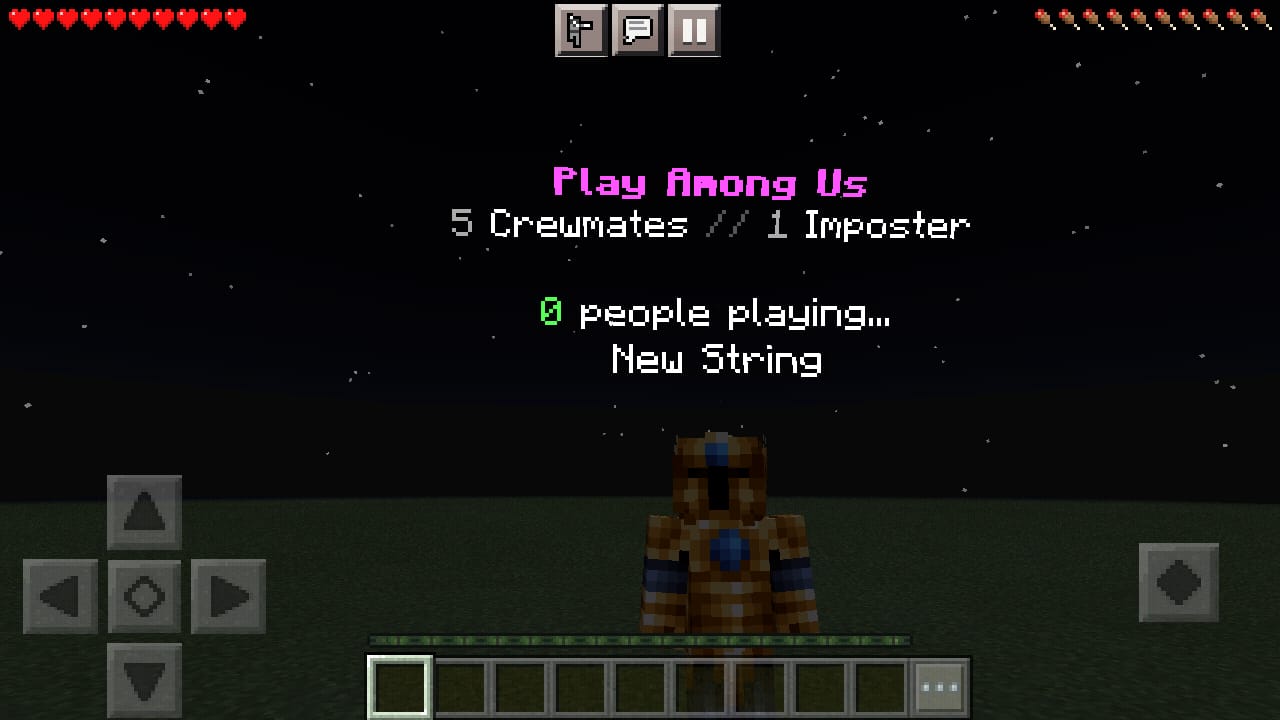 Play Among Us
5 Crewmates // 1 Imposter
0 people playing...
New String